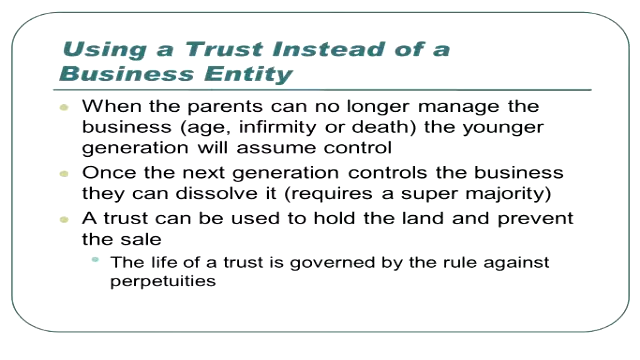 Using a Trust Instead of a
Business Entity
When the parents can no longer manage the
business (age, infirmity or death) the younger
generation will assume control
Once the next generation controls the business
they can dissolve it (requires a super majority)
A trust can be used to hold the land and prevent
the sale
The life of a trust is governed by the rule against
perpetuities